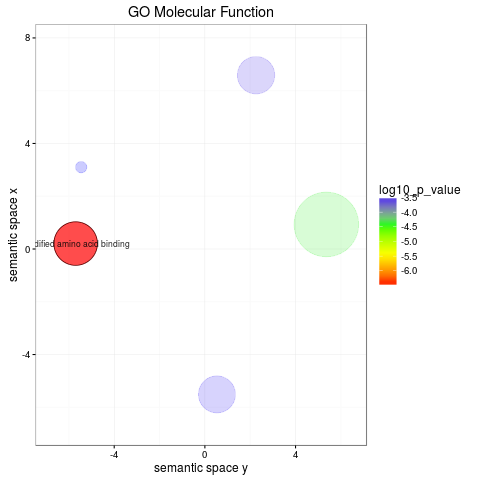 GO Molecular Function
8
4
0
-4
semantic space x
dified amino acid binding
-4
0
4
semantic space y
log10_p_value
-3.5
-4.0
-4.5
-5.0
-5.5
-6.0